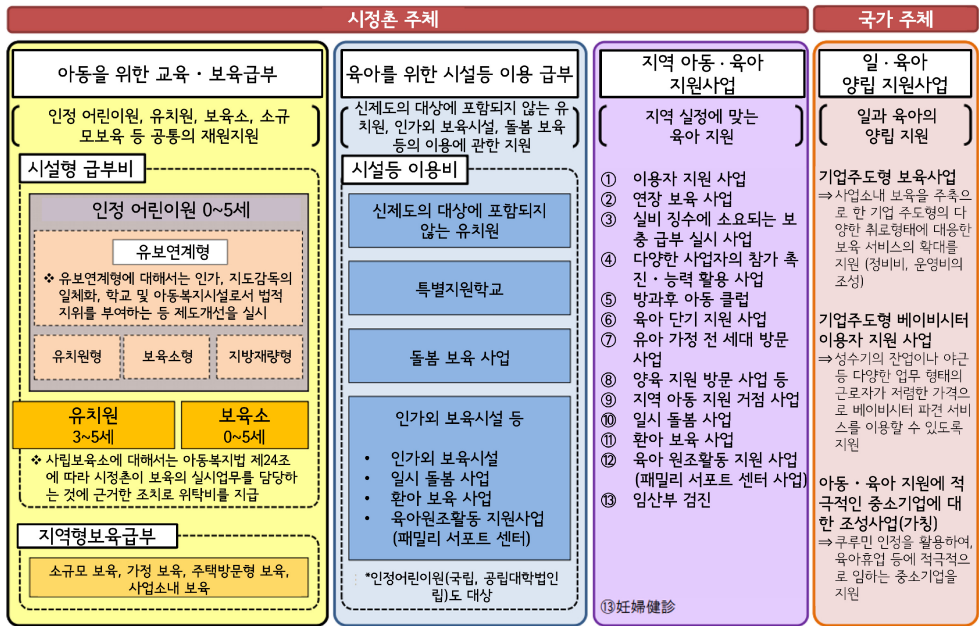 시정촌 주체
국가 주체
아동을 위한 교육・보육급부
인정 어린이원, 유치원, 보육소, 소규
모보육 등 공통의 재원지원
시설형 급부비
인정 어린이원 0~5세
유보연계형
❖ 유보연계형에 대해서는 인가, 지도감독의
일체화, 학교 및 아동복지시설로서 법적
지위를 부여하는 등 제도개선을 실시
유치원형
보육소형
지방재량형
유치원
3~5세
보육소
0~5세
❖ 사립보육소에 대해서는 아동복지법 제24조
에 따라 시정촌이 보육의 실시업무를 담당하
는 것에 근거한 조치로 위탁비를 지급
지역형보육급부
소규모 보육, 가정 보육, 주택방문형 보육,
사업소내 보육
육아를 위한 시설등 이용 급부
신제도의 대상에 포함되지 않는 유
치원, 인가외 보육시설, 돌봄 보육
등의 이용에 관한 지원
시설등 이용비
신제도의 대상에 포함되지
않는 유치원
특별지원학교
돌봄 보육 사업
인가외 보육시설 등
• 인가외 보육시설
• 일시 돌봄 사업
• 환아 보육 사업
• 육아원조활동 지원사업
(패밀리 서포트 센터)
*인정어린이원(국립, 공립대학법인
립)도 대상
지역 아동・육아
지원사업
지역 실정에 맞는
육아 지원
① 이용자 지원 사업
② 연장 보육 사업
③ 실비 징수에 소요되는 보
충 급부 실시 사업
④ 다양한 사업자의 참가 촉
진・능력 활용 사업
⑤ 방과후 아동 클럽
⑥ 육아 단기 지원 사업
⑦ 유아 가정 전 세대 방문
사업
⑧ 양육 지원 방문 사업 등
⑨ 지역 아동 지원 거점 사업
⑩ 일시 돌봄 사업
⑪ 환아 보육 사업
⑫ 육아 원조활동 지원 사업
(패밀리 서포트 센터 사업)
⑬ 임산부 검진
⑬妊婦健診
일・육아
양립 지원사업
일과 육아의
양립 지원
기업주도형 보육사업
⇒사업소내 보육을 주축으
로 한 기업 주도형의 다
양한 취로형태에 대응한
보육 서비스의 확대를
지원 (정비비, 운영비의
조성)
기업주도형 베이비시터
이용자 지원 사업
⇒성수기의 잔업이나 야근
등 다양한 업무 형태의
근로자가 저렴한 가격으
로 베이비시터 파견 서비
스를 이용할 수 있도록
지원
아동・육아 지원에 적
극적인 중소기업에 대
한 조성사업(가칭)
⇒쿠루민 인정을 활용하여,
육아휴업 등에 적극적으
로 임하는 중소기업을
지원